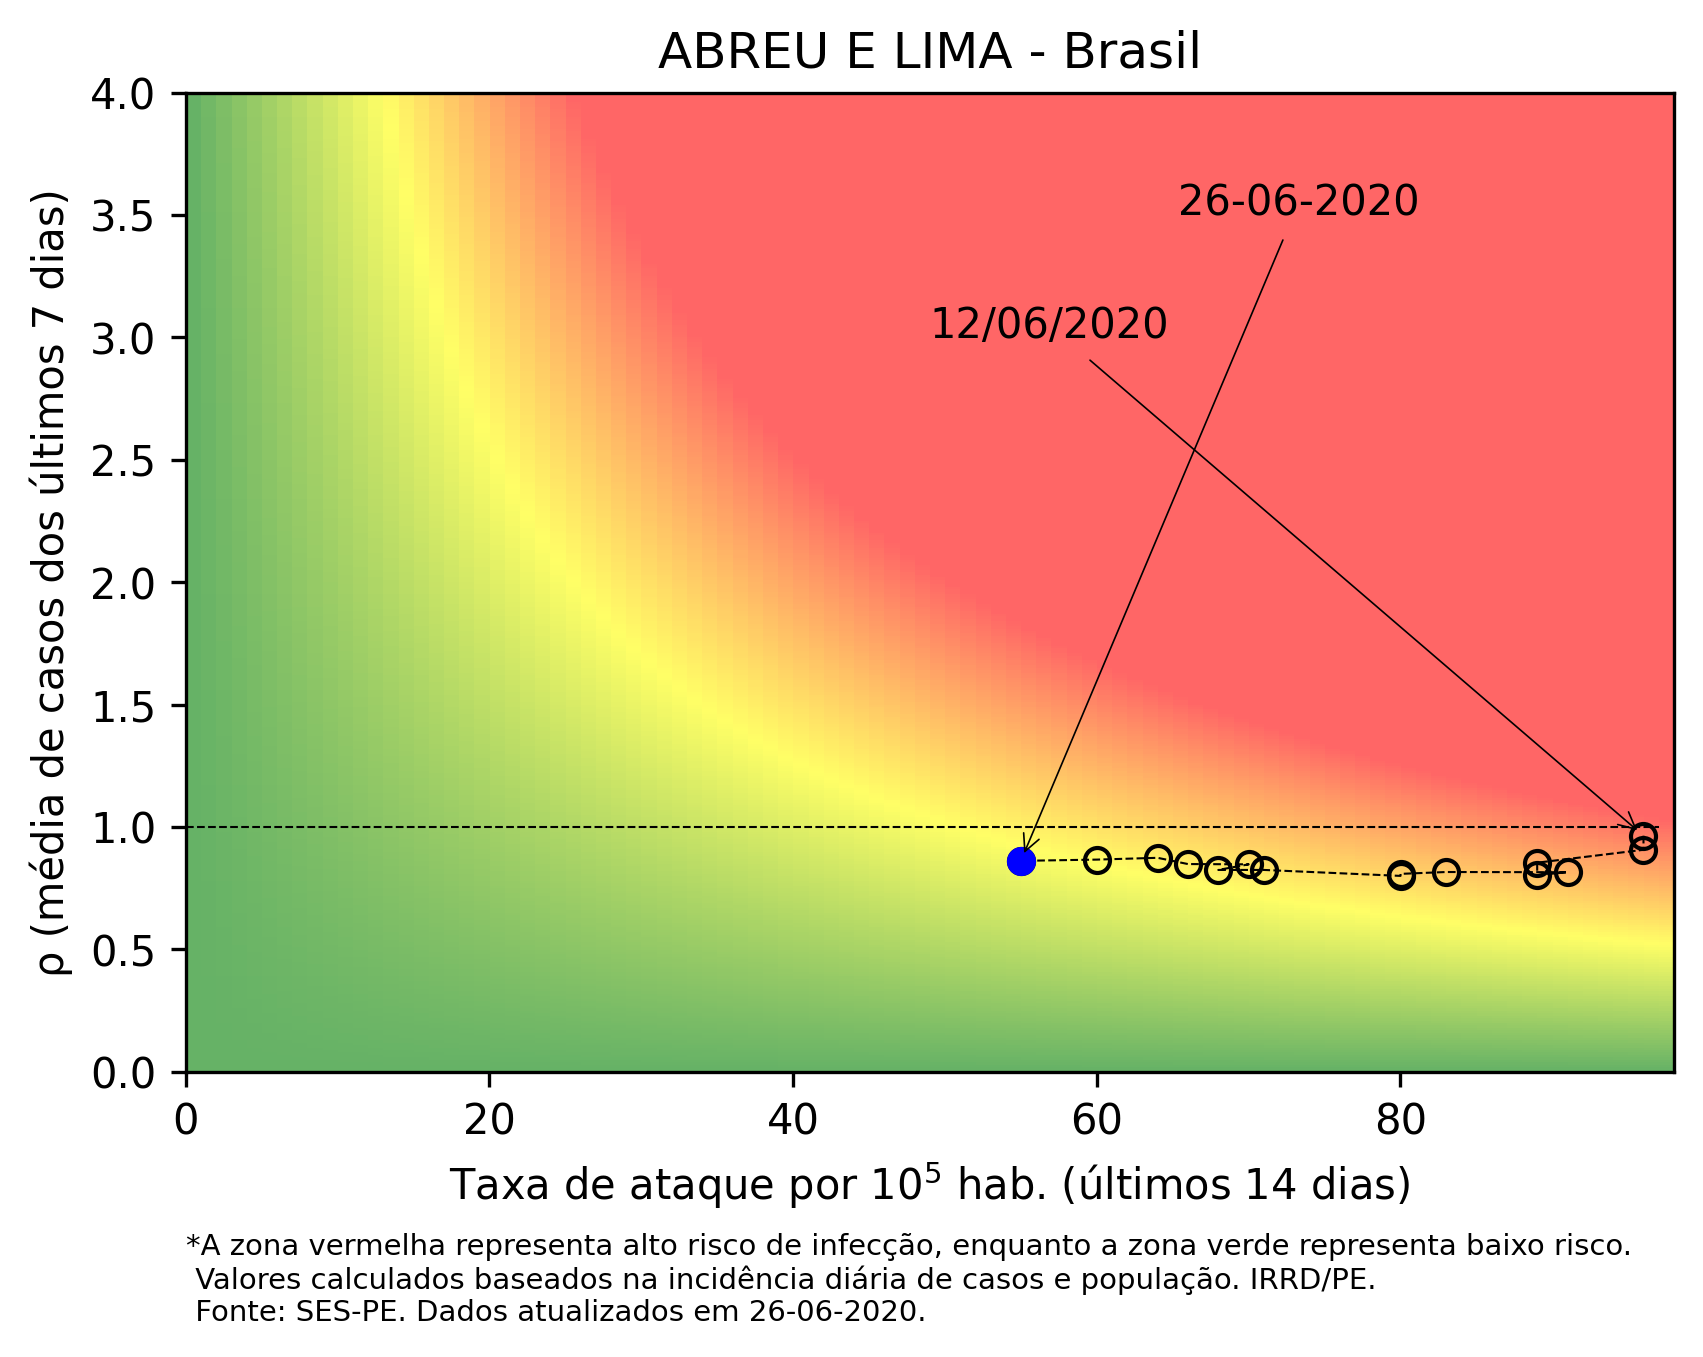 ABREU E LIMA - Brasil
4.0
3.5
3.0
2.5
2.0
1.5
1.0
0.5
0.0
ρ (média de casos dos últimos 7 dias)
26-06-2020
12/06/2020
0 20 40 60 80
Taxa de ataque por 10⁵ hab. (últimos 14 dias)
*A zona vermelha representa alto risco de infecção, enquanto a zona verde representa baixo risco.
Valores calculados baseados na incidência diária de casos e população. IRRD/PE.
Fonte: SES-PE. Dados atualizados em 26-06-2020.